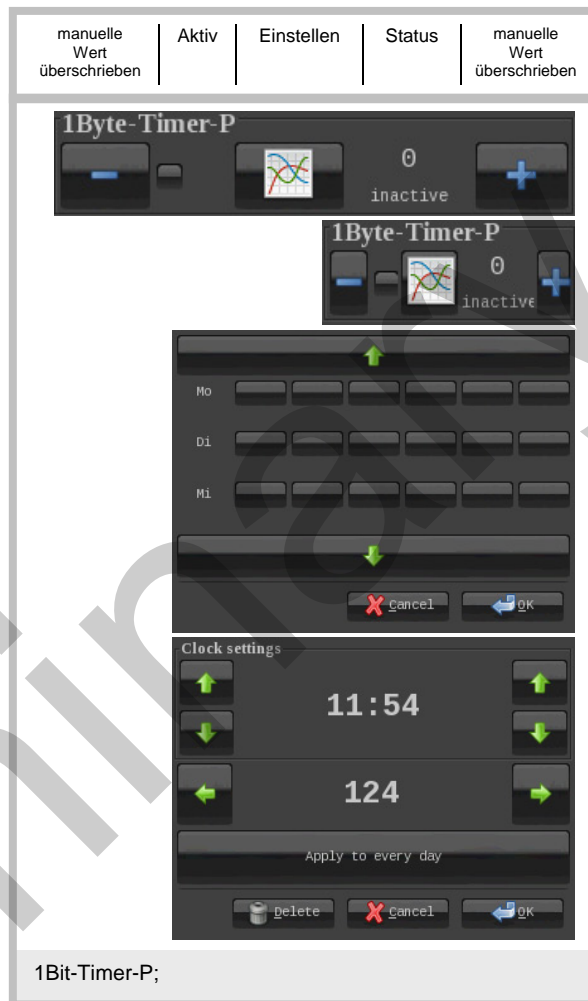 manuelle Wert überschrieben Aktiv Einstellen Status manuelle Wert überschrieben
1Byte-Timer-P
0
inactive
1Byte-Timer-P
0
inactive
Mo
Di
Mi
Cancel OK
Clock settings
11:54
124
Apply to every day
Delete Cancel OK
1Bit-Timer-P;